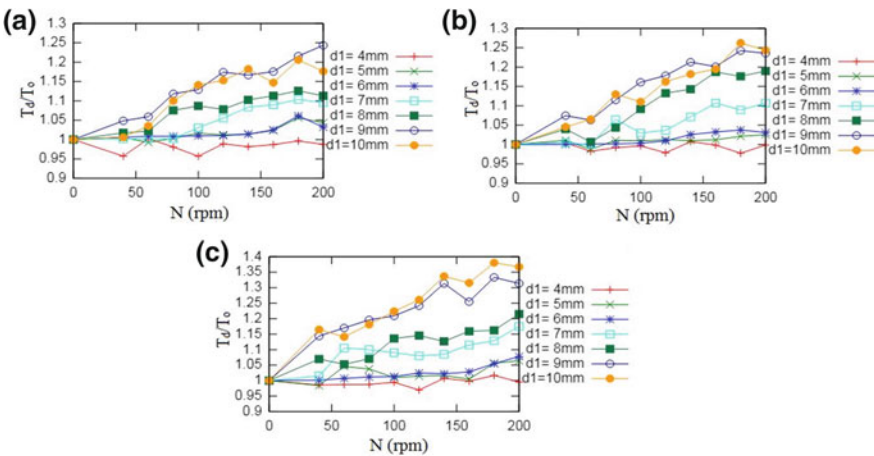 (a)
1.3
1.25
1.2
1.15
1.1
1.05
1
0.95
0.9
T_d/T_o
0 50 100 150 200
N (rpm)
d1= 4mm
d1= 5mm
d1= 6mm
d1= 7mm
d1= 8mm
d1= 9mm
d1=10mm
(b)
1.3
1.25
1.2
1.15
1.1
1.05
1
0.95
0.9
T_d/T_o
0 50 100 150 200
N (rpm)
d1= 4mm
d1= 5mm
d1= 6mm
d1= 7mm
d1= 8mm
d1= 9mm
d1=10mm
(c)
1.4
1.35
1.3
1.25
1.2
1.15
1.1
1.05
1
0.95
0.9
T_d/T_o
0 50 100 150 200
N (rpm)
d1= 4mm
d1= 5mm
d1= 6mm
d1= 7mm
d1= 8mm
d1= 9mm
d1=10mm